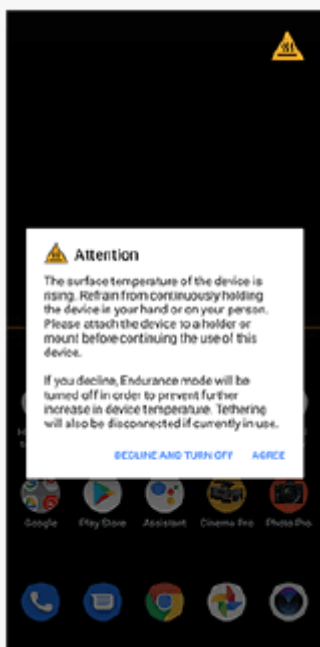 Attention
The surface temperature of the device is
rising. Refrain from continuously holding
the device in your hand or on your person.
Please attach the device to a holder or
mount before continuing the use of this
device.
If you decline, Endurance mode will be
turned off in order to prevent further
increase in device temperature. Tethering
will also be disconnected if currently in use.
DECLINE AND TURN OFF AGREE
Google Play Store Assistant Cinema Pro Photo Pro